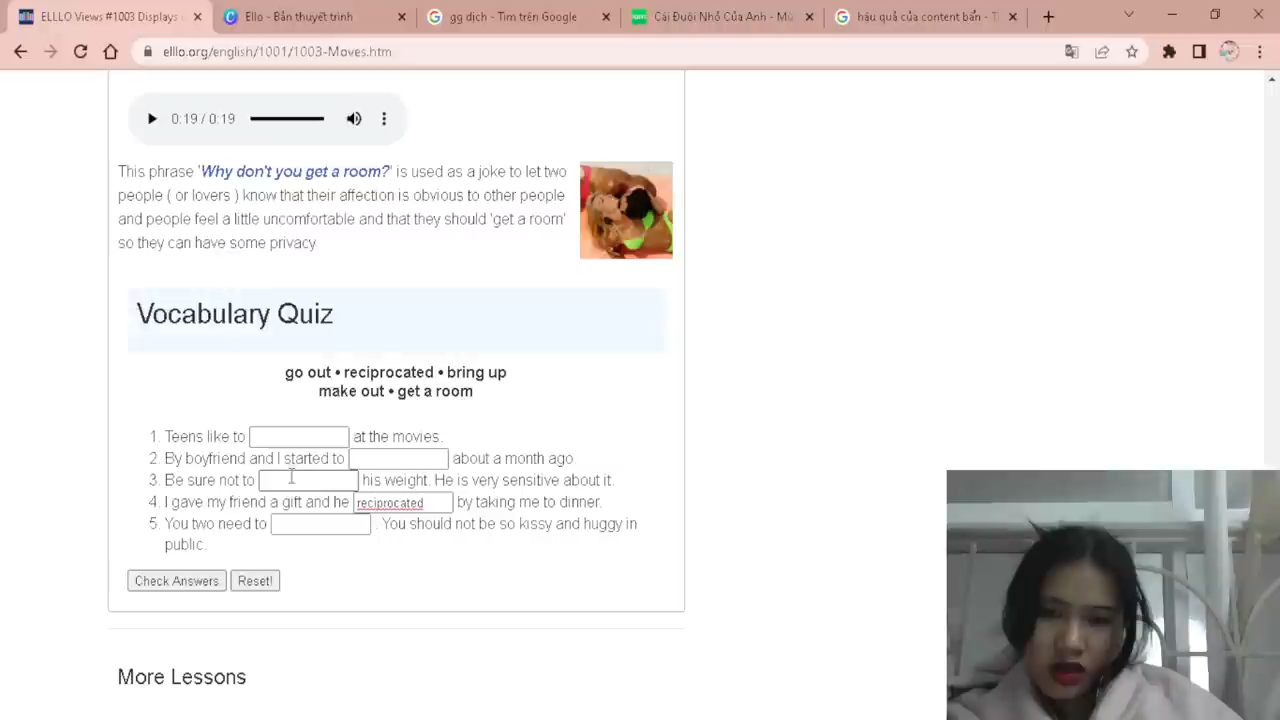 ELLLO Views #1003 Displays
Ello - Bản thuyết trình
gg dịch - Tìm trên Google
Cái Đuôi Nhỏ Của Anh - Mù
hậu quả của content bẩn - T
elllo.org/english/1001/1003-Moves.htm
0:19 / 0:19
This phrase 'Why don't you get a room?' is used as a joke to let two
people ( or lovers ) know that their affection is obvious to other people
and people feel a little uncomfortable and that they should 'get a room'
so they can have some privacy
Vocabulary Quiz
go out • reciprocated • bring up
make out • get a room
1. Teens like to at the movies.
2. By boyfriend and I started to about a month ago.
3. Be sure not to his weight. He is very sensitive about it.
4. I gave my friend a gift and he reciprocated by taking me to dinner.
5. You two need to . You should not be so kissy and huggy in
public.
Check Answers Reset!
More Lessons